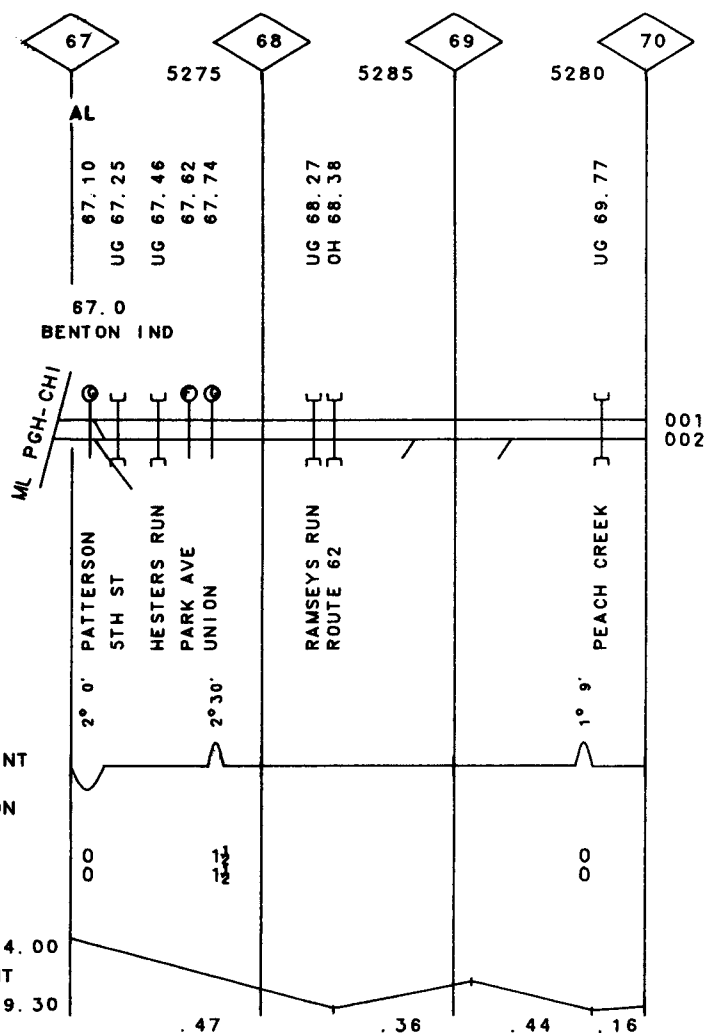 67 68 69 70
5275 5285 5280
AL
67.10
UG 67.25
UG 67.46
67.62
67.74
UG 68.27
OH 68.38
UG 69.77
67.0
BENTON IND
ML PGH-CHI
G F G
001
002
PATTERSON
5TH ST
HESTERS RUN
PARK AVE
UNION
RAMSEYS RUN
ROUTE 62
PEACH CREEK
2° 0' 2° 30' 1° 9'
NT
ON
0 1½ 0
0 1½ 0
4.00
NT
9.30
.47 .36 .44 .16